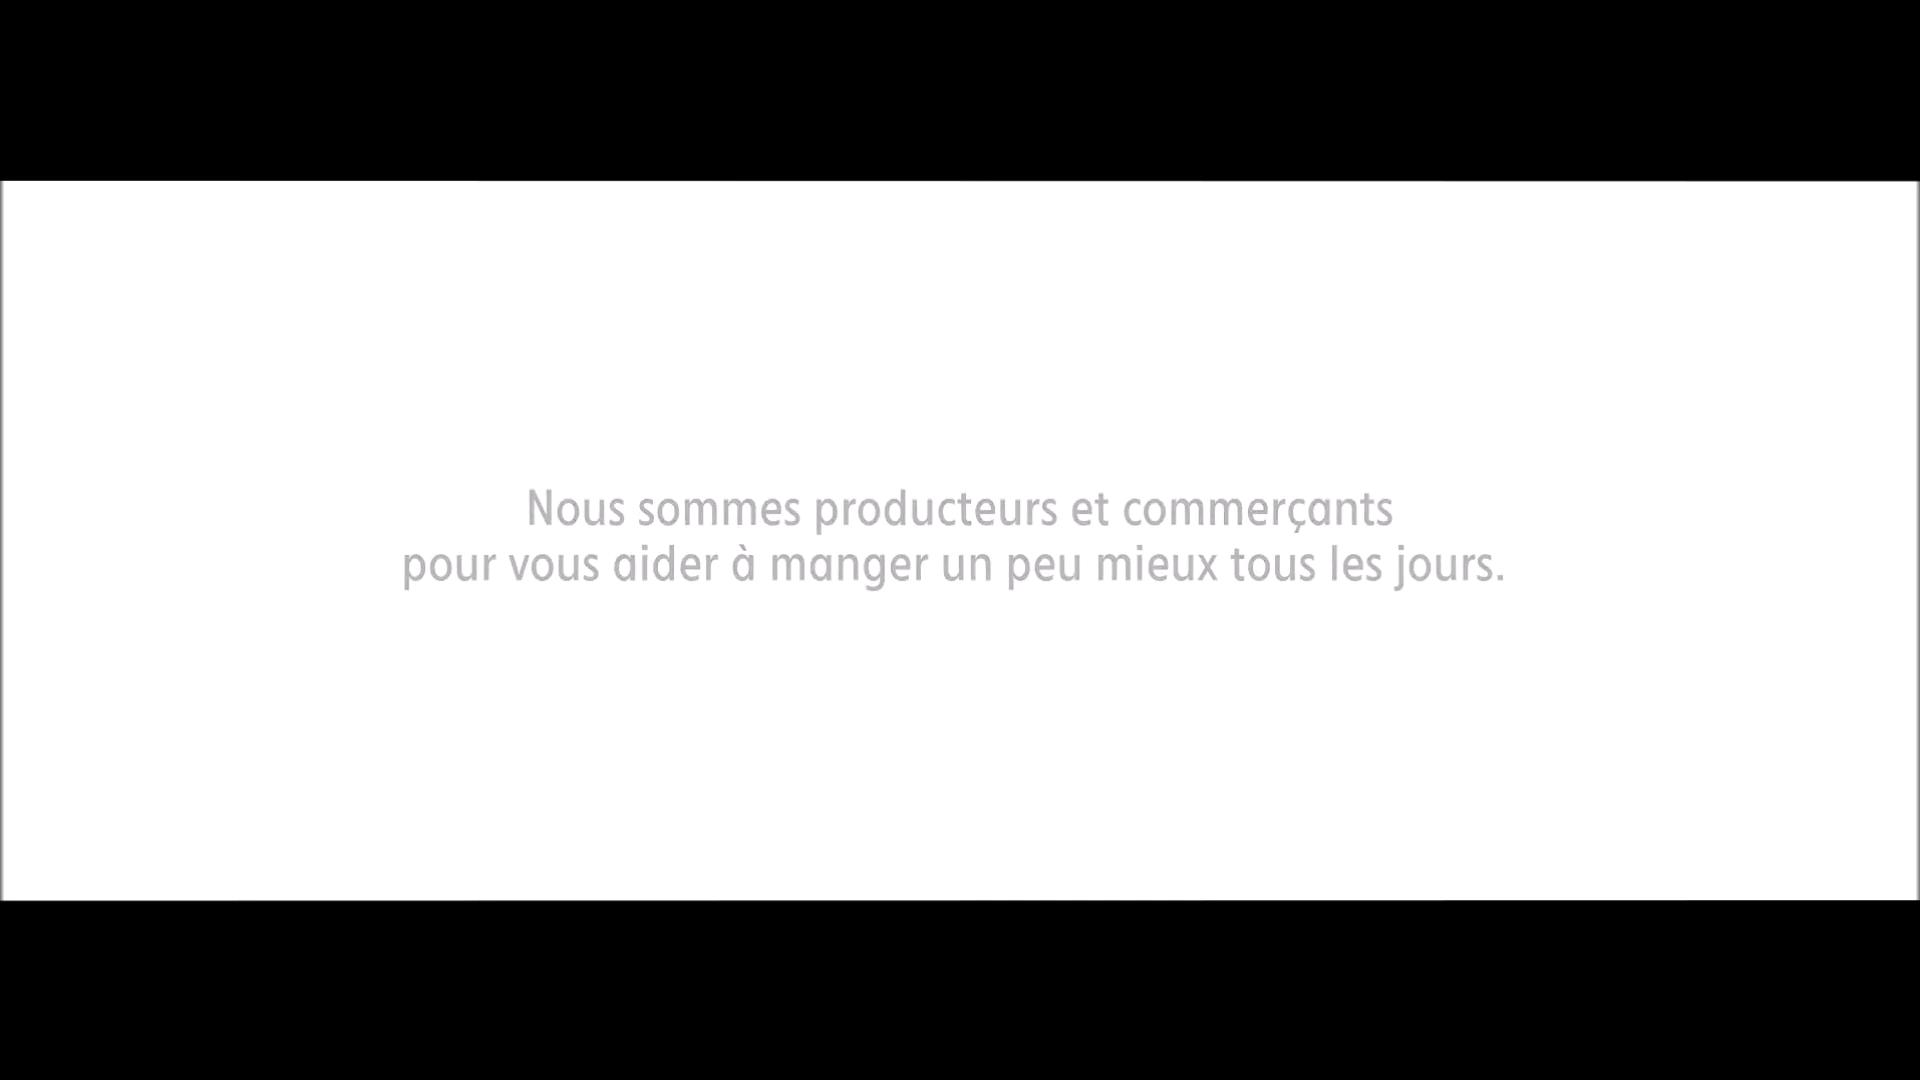 Nous sommes producteurs et commerçants
pour vous aider à manger un peu mieux tous les jours.